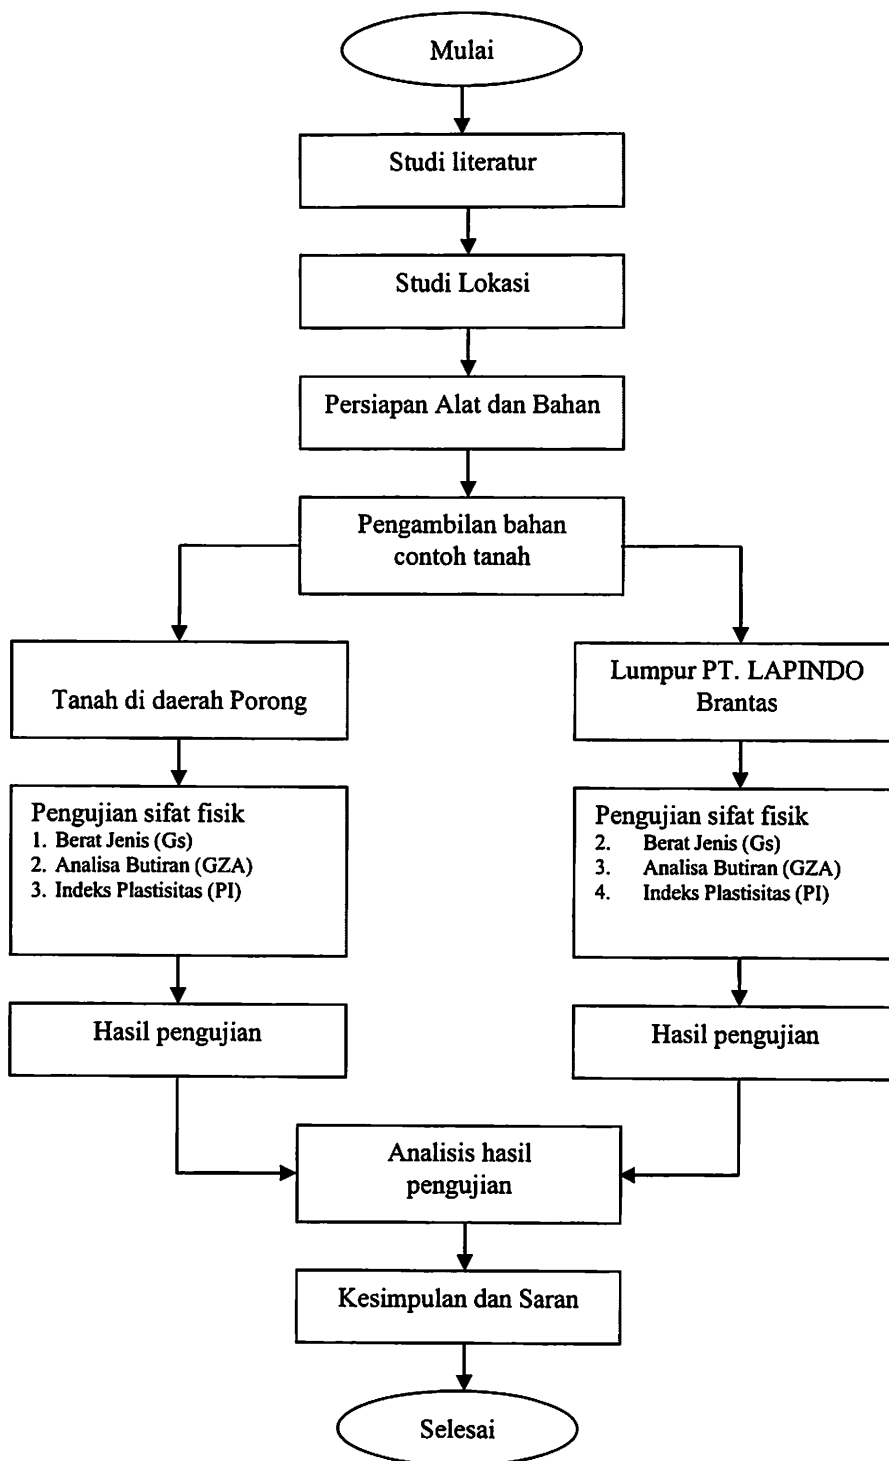 Mulai
Studi literatur
Studi Lokasi
Persiapan Alat dan Bahan
Pengambilan bahan
contoh tanah
Tanah di daerah Porong
Lumpur PT. LAPINDO
Brantas
Pengujian sifat fisik
1. Berat Jenis (Gs)
2. Analisa Butiran (GZA)
3. Indeks Plastisitas (PI)
Pengujian sifat fisik
2. Berat Jenis (Gs)
3. Analisa Butiran (GZA)
4. Indeks Plastisitas (PI)
Hasil pengujian
Hasil pengujian
Analisis hasil
pengujian
Kesimpulan dan Saran
Selesai